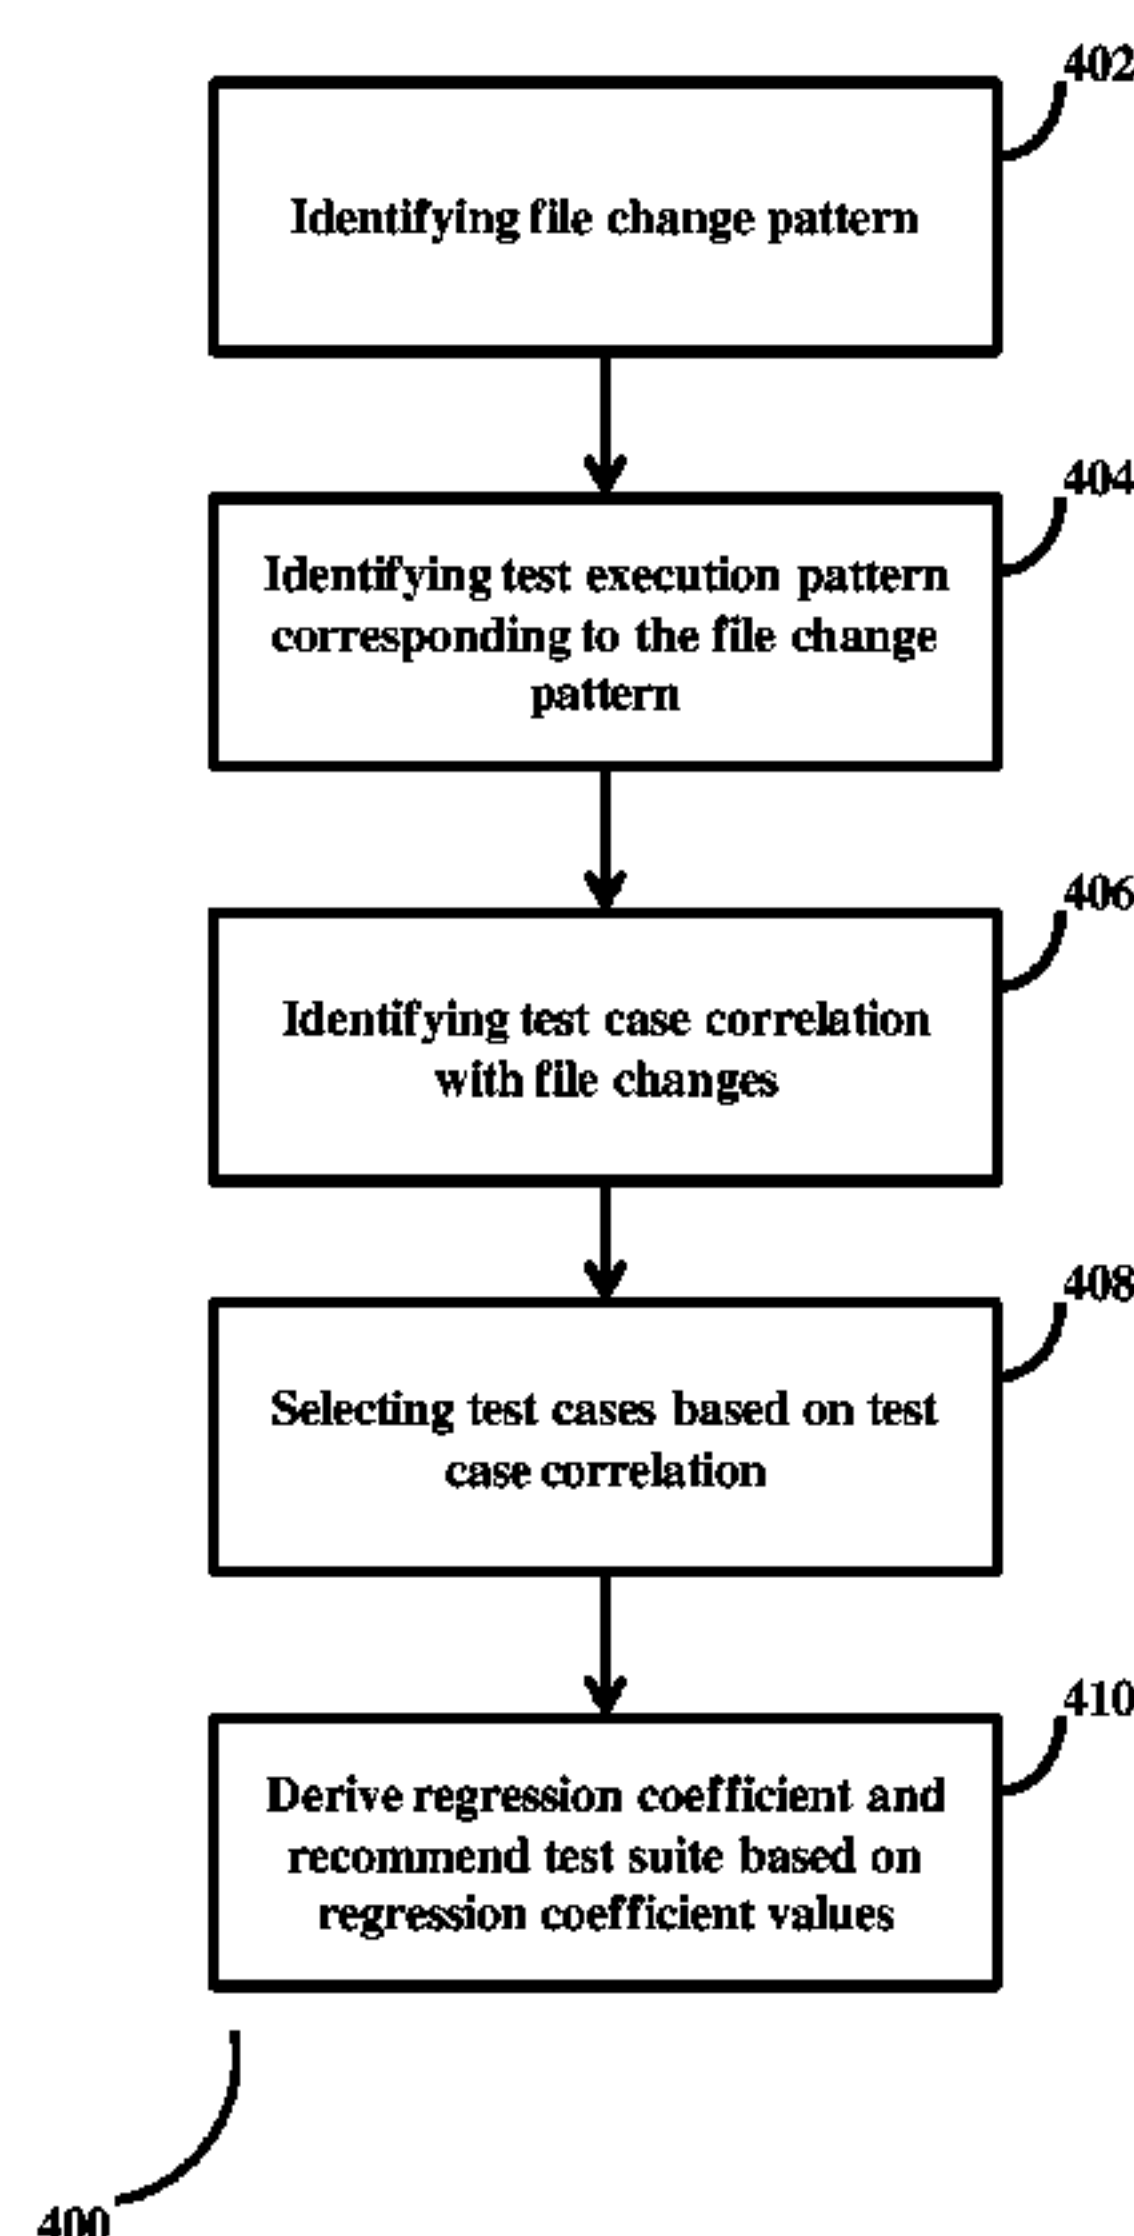 402
Identifying file change pattern
404
Identifying test execution pattern
corresponding to the file change
pattern
406
Identifying test case correlation
with file changes
408
Selecting test cases based on test
case correlation
410
Derive regression coefficient and
recommend test suite based on
regression coefficient values
400